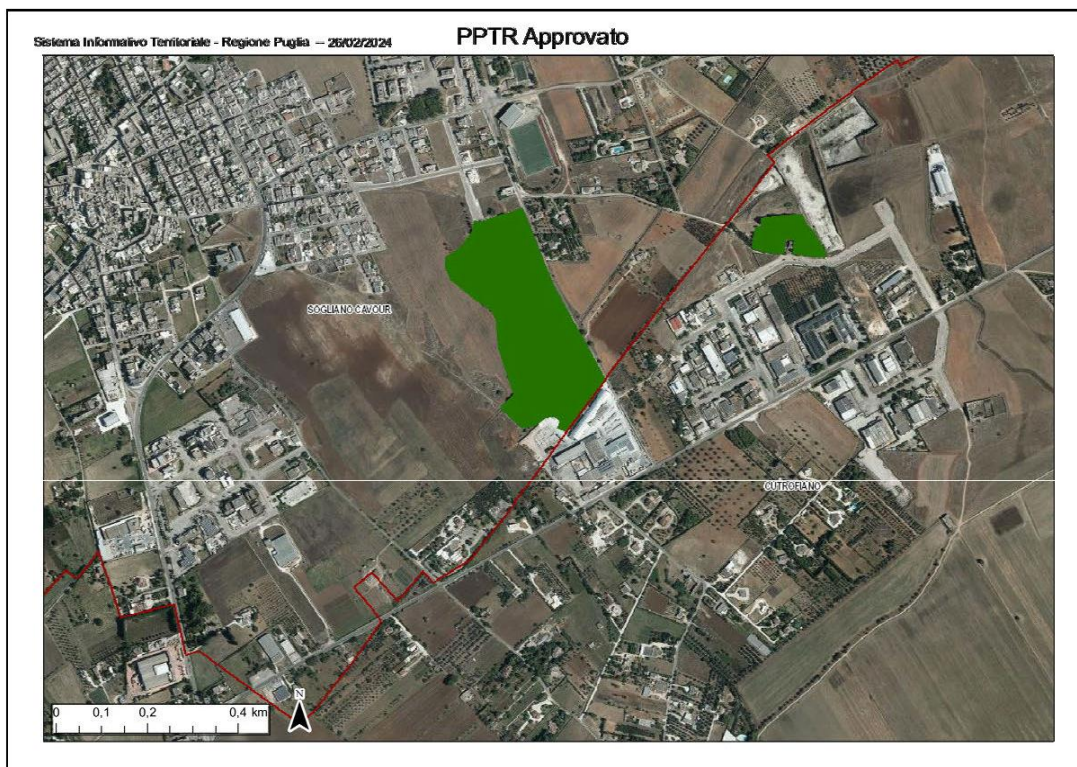 Sistema Informativo Territoriale - Regione Puglia - 26/02/2024
PPTR Approvato
SOGLIANO CAVOUR
CUTROFIANO
N
0 0,1 0,2 0,4 km